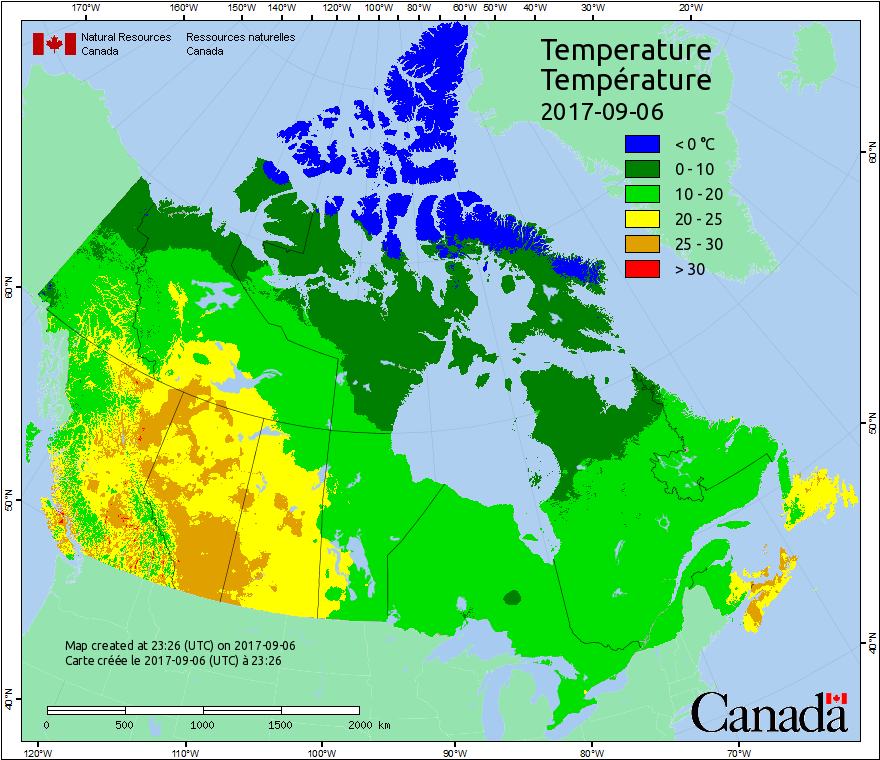 170°W 160°W 150°W 140°W 120°W 100°W 80°W 60°W 50°W 40°W 30°W 20°W
Natural Resources Ressources naturelles
Canada Canada
Temperature
Température
2017-09-06
< 0 °C
0 - 10
10 - 20
20 - 25
25 - 30
> 30
60°N
50°N
40°N
60°N
50°N
40°N
Map created at 23:26 (UTC) on 2017-09-06
Carte créée le 2017-09-06 (UTC) à 23:26
0 500 1000 1500 2000 km
Canada
120°W 110°W 100°W 90°W 80°W 70°W